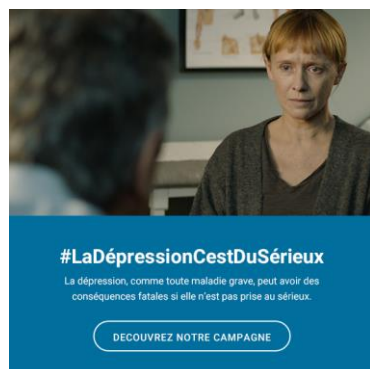 #LaDépressionCestDuSérieux
La dépression, comme toute maladie grave, peut avoir des
conséquences fatales si elle n'est pas prise au sérieux.
DECOUVREZ NOTRE CAMPAGNE